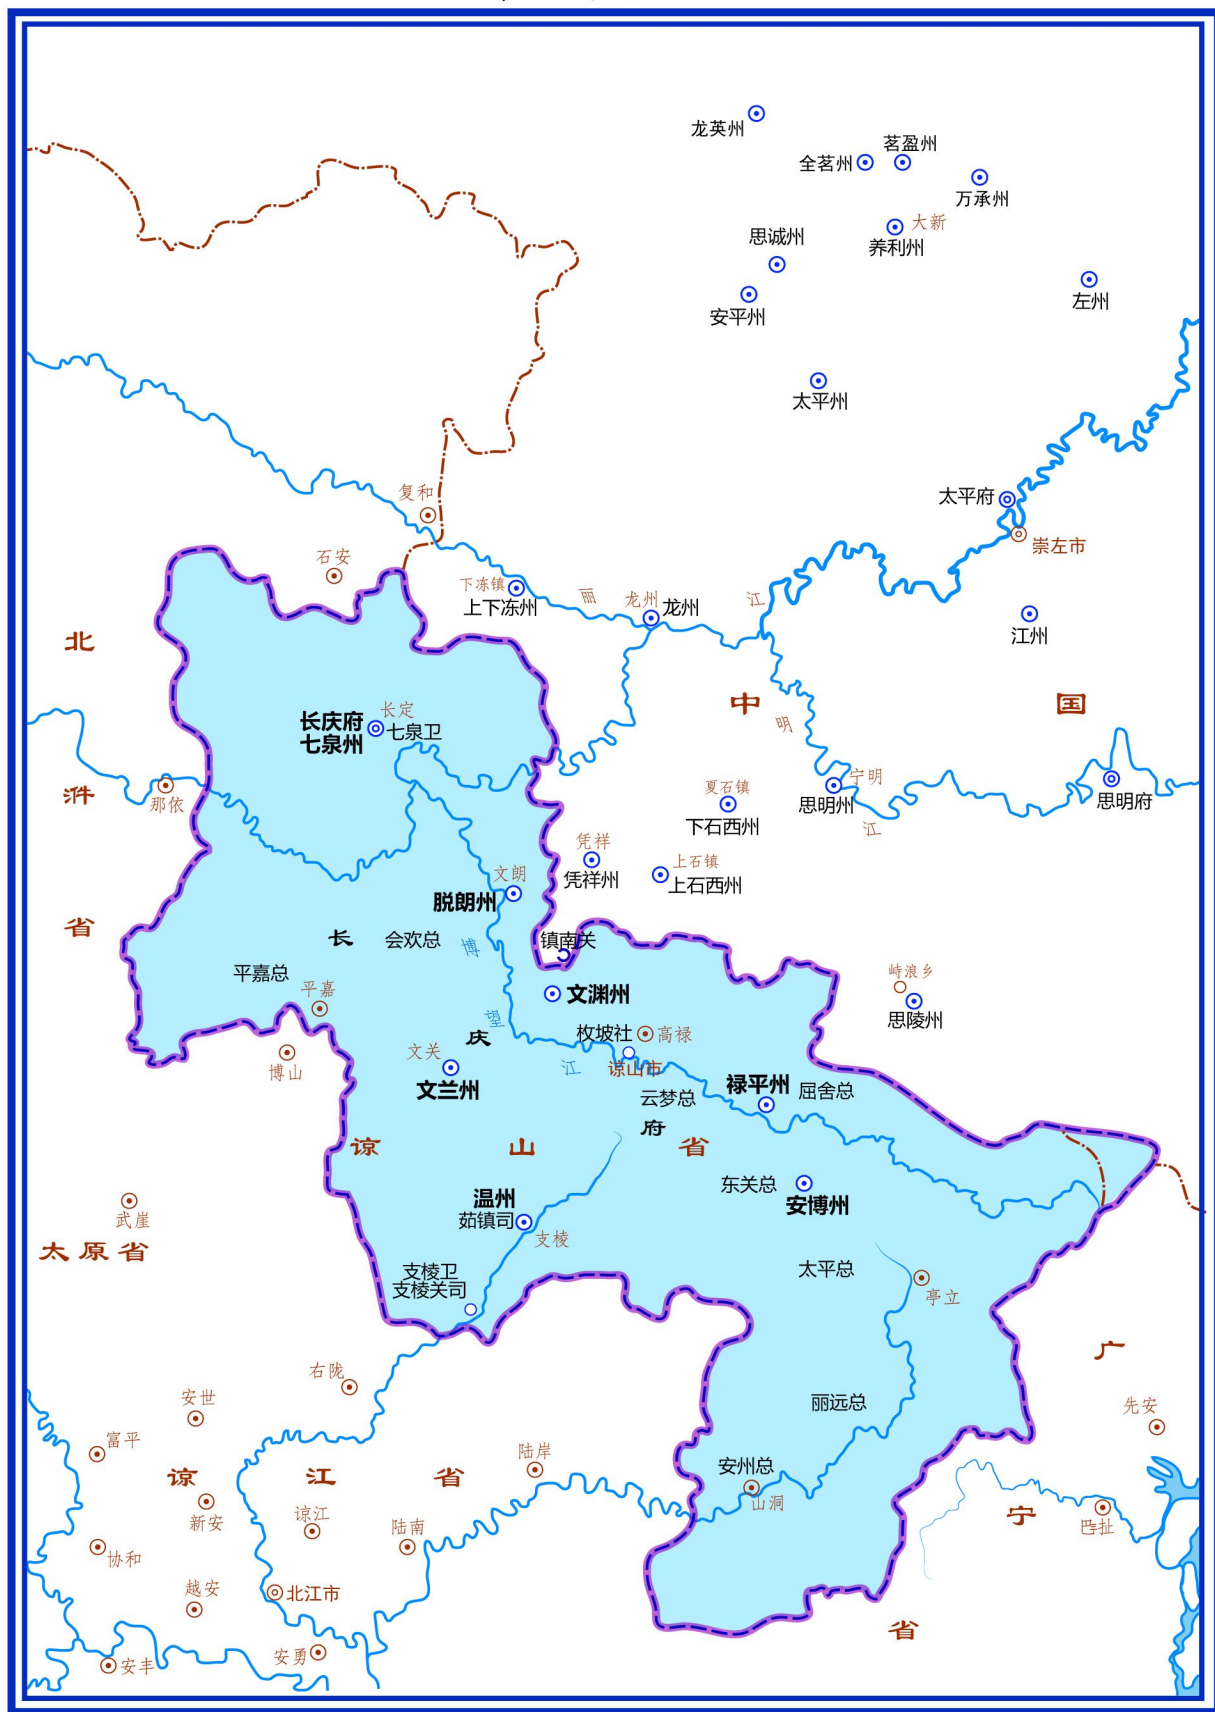 龙英州
茗盈州
全茗州
万承州
大新
养利州
思诚州
安平州
左州
太平州
太平府
崇左市
复和
石安
下冻镇
上下冻州
丽
龙州
龙州
江
江州
北
中
国
明
长庆府
七泉州
长定
七泉卫
那依
夏石镇
下石西州
宁明
思明州
江
思明府
凭祥
凭祥州
上石镇
上石西州
文朗
脱朗州
省
长
会欢总
博
镇南关
平嘉总
平嘉
文渊州
峙浪乡
思陵州
望
庆
枚坡社
高禄
谅山市
江
博山
文关
文兰州
云梦总
禄平州
屈舍总
府
谅
山
省
东关总
安博州
温州
茹镇司
支棱
武崖
太原省
支棱卫
支棱关司
太平总
亭立
广
右陇
安世
丽远总
先安
富平
陆岸
安州总
山洞
谅
江
省
新安
谅江
陆南
宁
巴扯
协和
越安
北江市
安勇
安丰
省